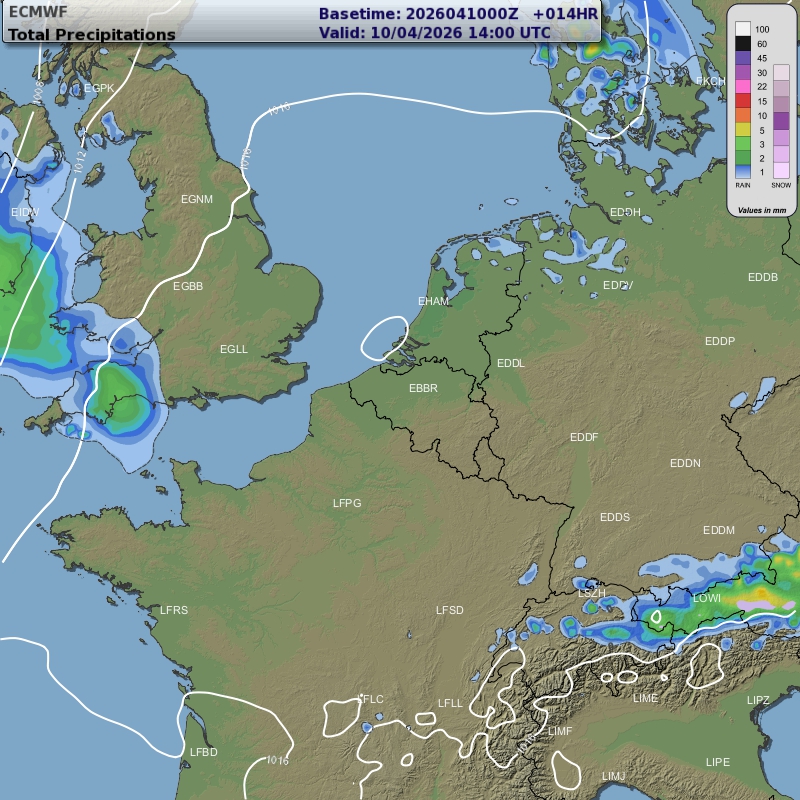 ECMWF
Basetime: 2026041000Z +014HR
Total Precipitations
Valid: 10/04/2026 14:00 UTC
100
60
45
30
22
15
10
5
3
2
1
RAIN SNOW
Values in mm
EKCH
EGPK
1008
1016
1012
1016
EGNM
EIDW
EDDH
EGBB
EDDV
EDDB
EHAM
EDDP
EGLL
EDDL
EBBR
EDDF
EDDN
LFPG
EDDS
EDDM
LSZH
LOWI
LFRS
LFSD
LFLC
LFLL
LIME
LIPZ
LIMF
1016
LFBD
1016
LIPE
LIMJ